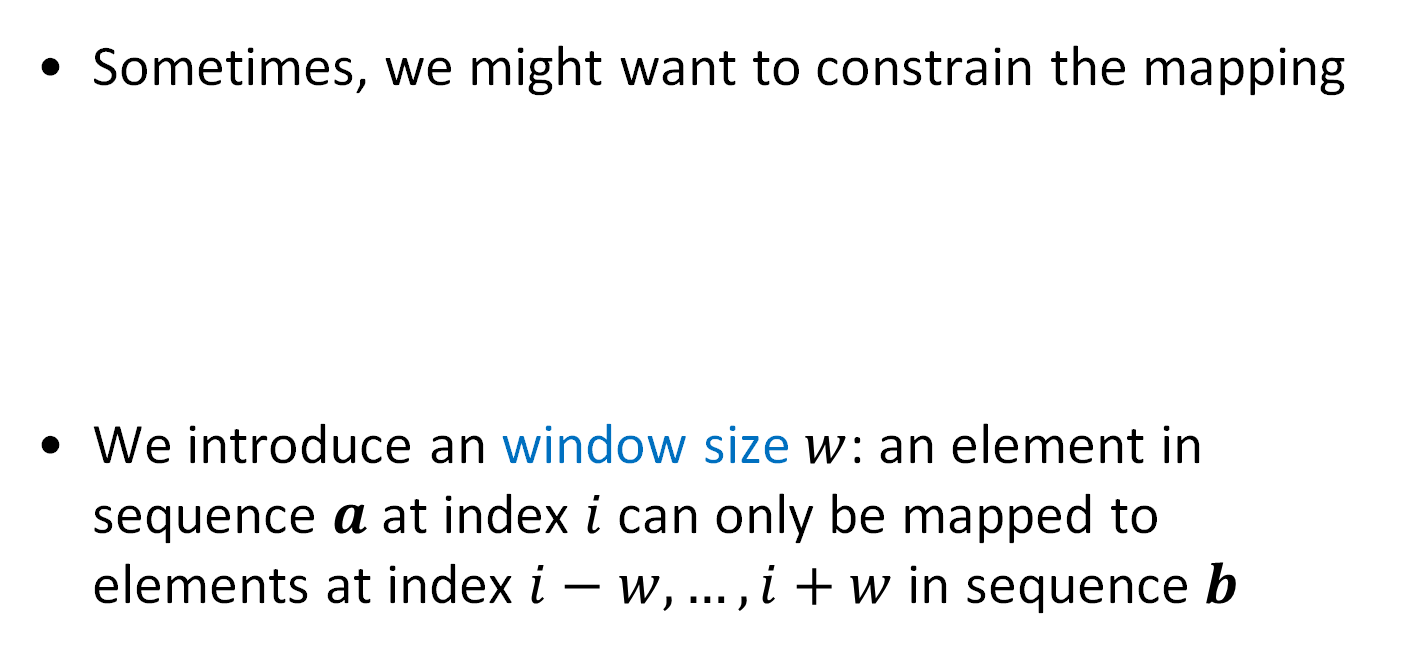 • Sometimes, we might want to constrain the mapping
• We introduce an window size w: an element in
sequence a at index i can only be mapped to
elements at index i − w, … , i + w in sequence b